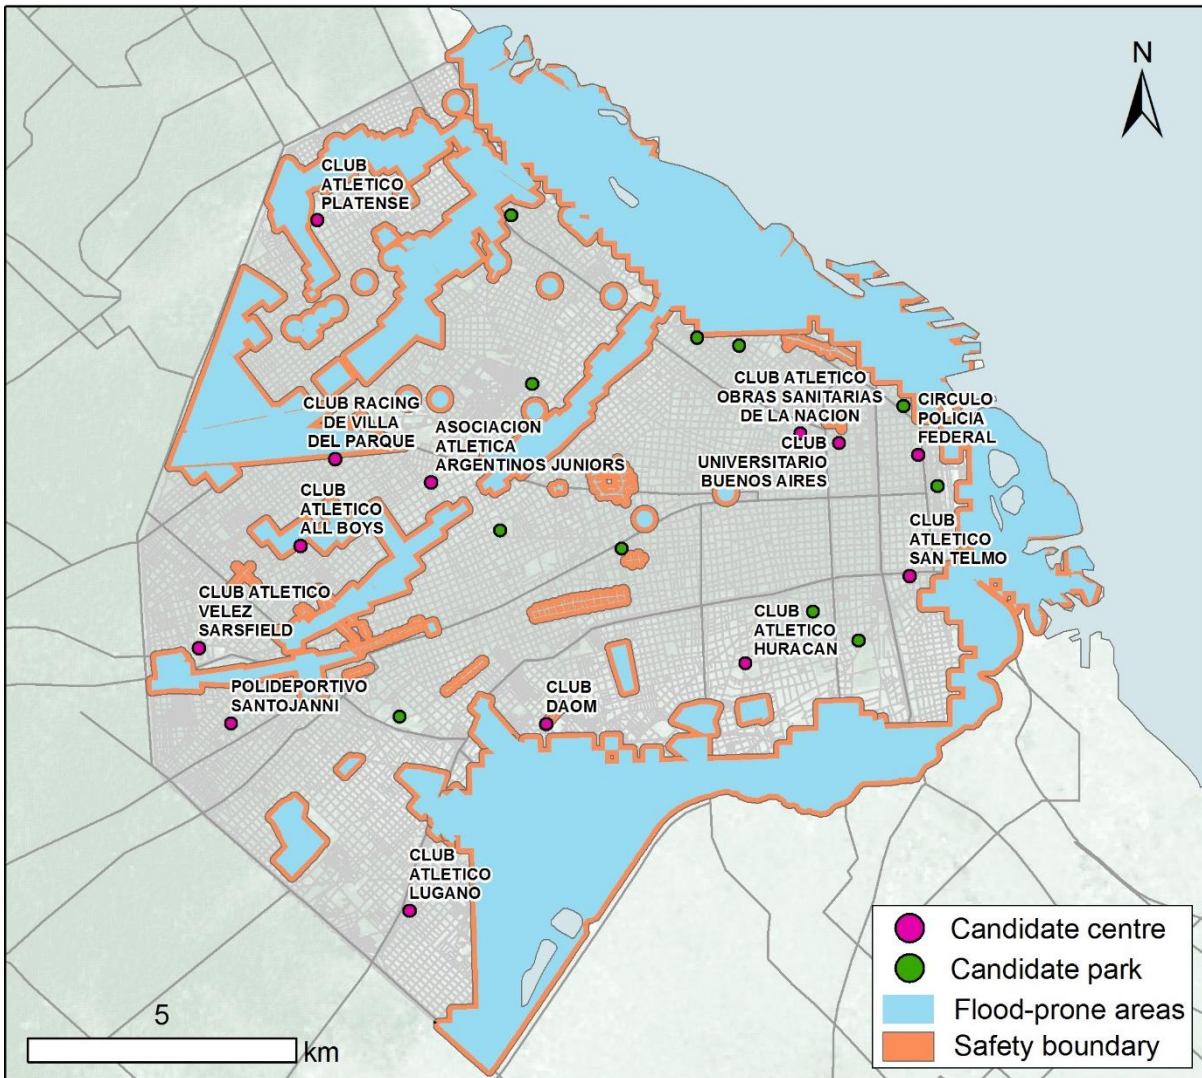 N
CLUB
ATLETICO
PLATENSE
CLUB RACING
DE VILLA
DEL PARQUE
ASOCIACION
ATLETICA
ARGENTINOS JUNIORS
CLUB ATLETICO
OBRAS SANITARIAS
DE LA NACION
CIRCULO
POLICIA
FEDERAL
CLUB
UNIVERSITARIO
BUENOS AIRES
CLUB
ATLETICO
ALL BOYS
CLUB
ATLETICO
SAN TELMO
CLUB ATLETICO
VELEZ
SARSFIELD
CLUB
ATLETICO
HURACAN
POLIDEPORTIVO
SANTOJANNI
CLUB
DAOM
CLUB
ATLETICO
LUGANO
5
km
Candidate centre
Candidate park
Flood-prone areas
Safety boundary